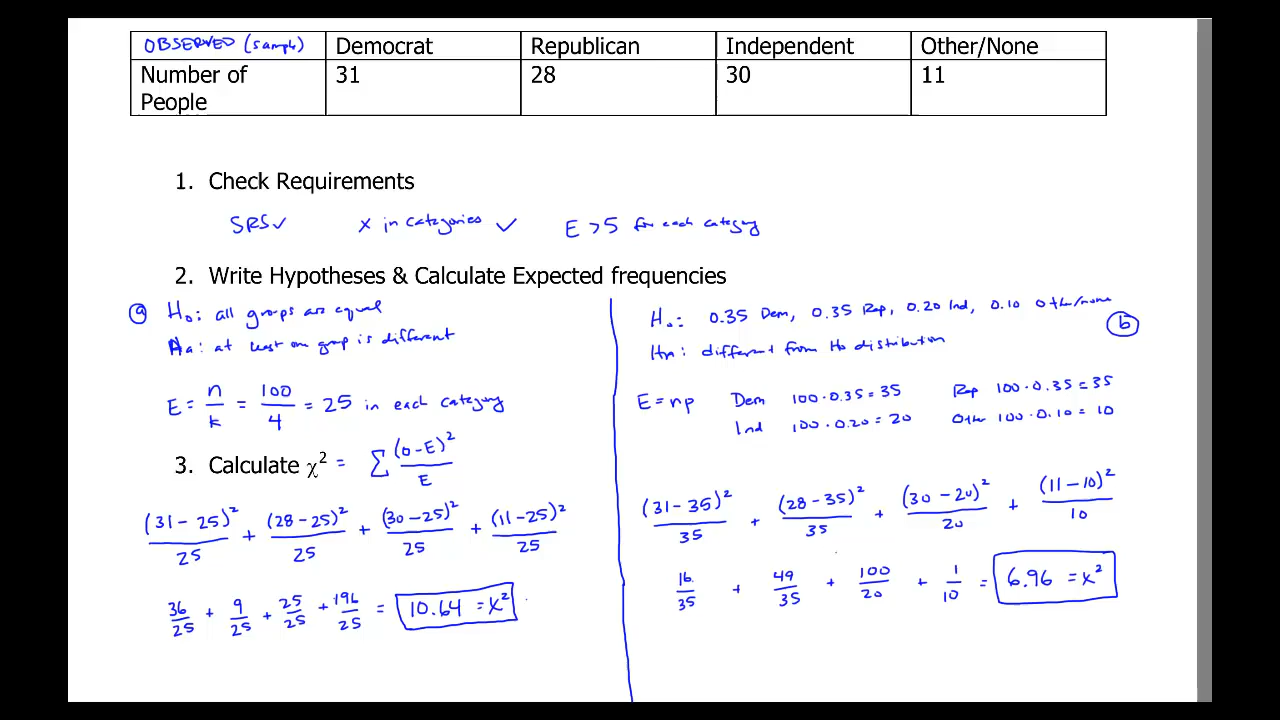 OBSERVED (sample) Democrat Republican Independent Other/None
Number of People 31 28 30 11
1. Check Requirements
SRS✓ x in categories ✓ E >5 for each category
2. Write Hypotheses & Calculate Expected frequencies
(a) H₀: all groups are equal
Hₐ: at least one group is different
E = n/k = 100/4 = 25 in each category
3. Calculate χ² = Σ (O-E)²/E
(31-25)²/25 + (28-25)²/25 + (30-25)²/25 + (11-25)²/25
36/25 + 9/25 + 25/25 + 196/25 = 10.64 = χ²
H₀: 0.35 Dem, 0.35 Rep, 0.20 Ind, 0.10 Other/none
(b)
Hₐ: different from H₀ distribution
E = np Dem 100·0.35=35 Rep 100·0.35=35
Ind 100·0.20=20 Other 100·0.10=10
(31-35)²/35 + (28-35)²/35 + (30-20)²/20 + (11-10)²/10
16/35 + 49/35 + 100/20 + 1/10 = 6.96 = χ²